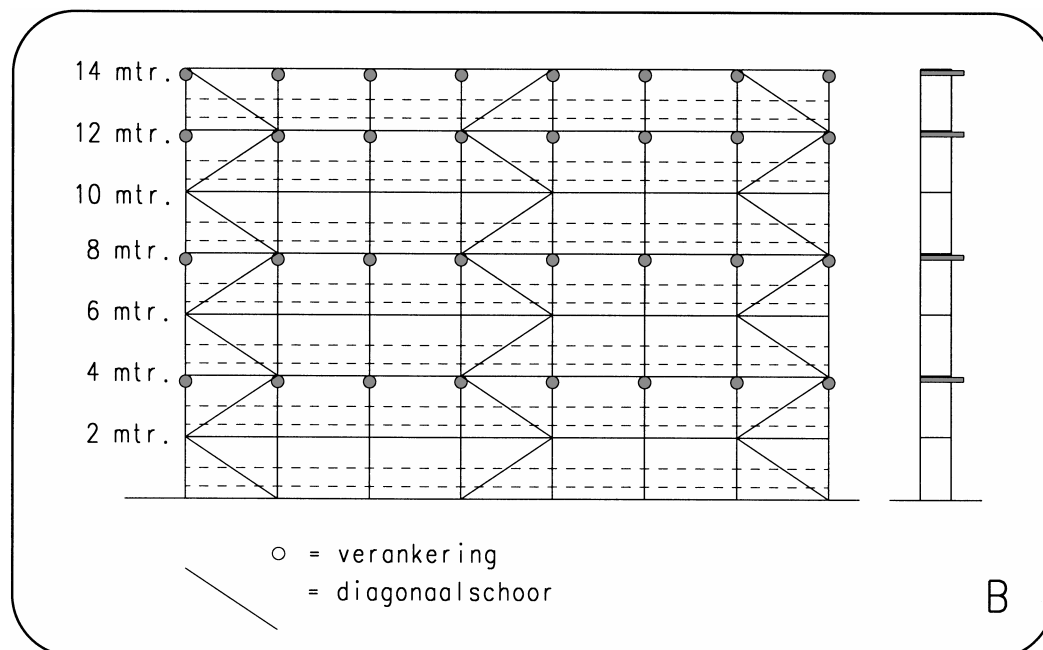 14 mtr.
12 mtr.
10 mtr.
8 mtr.
6 mtr.
4 mtr.
2 mtr.
= verankering
= diagonaalschoor
B